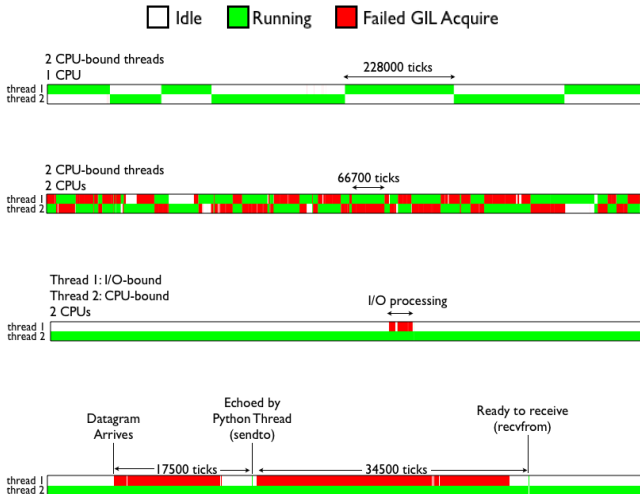 Idle Running Failed GIL Acquire
2 CPU-bound threads
1 CPU
228000 ticks
thread 1
thread 2
2 CPU-bound threads
2 CPUs
66700 ticks
thread 1
thread 2
Thread 1: I/O-bound
Thread 2: CPU-bound
2 CPUs
I/O processing
thread 1
thread 2
Datagram
Arrives
Echoed by
Python Thread
(sendto)
Ready to receive
(recvfrom)
17500 ticks
34500 ticks
thread 1
thread 2